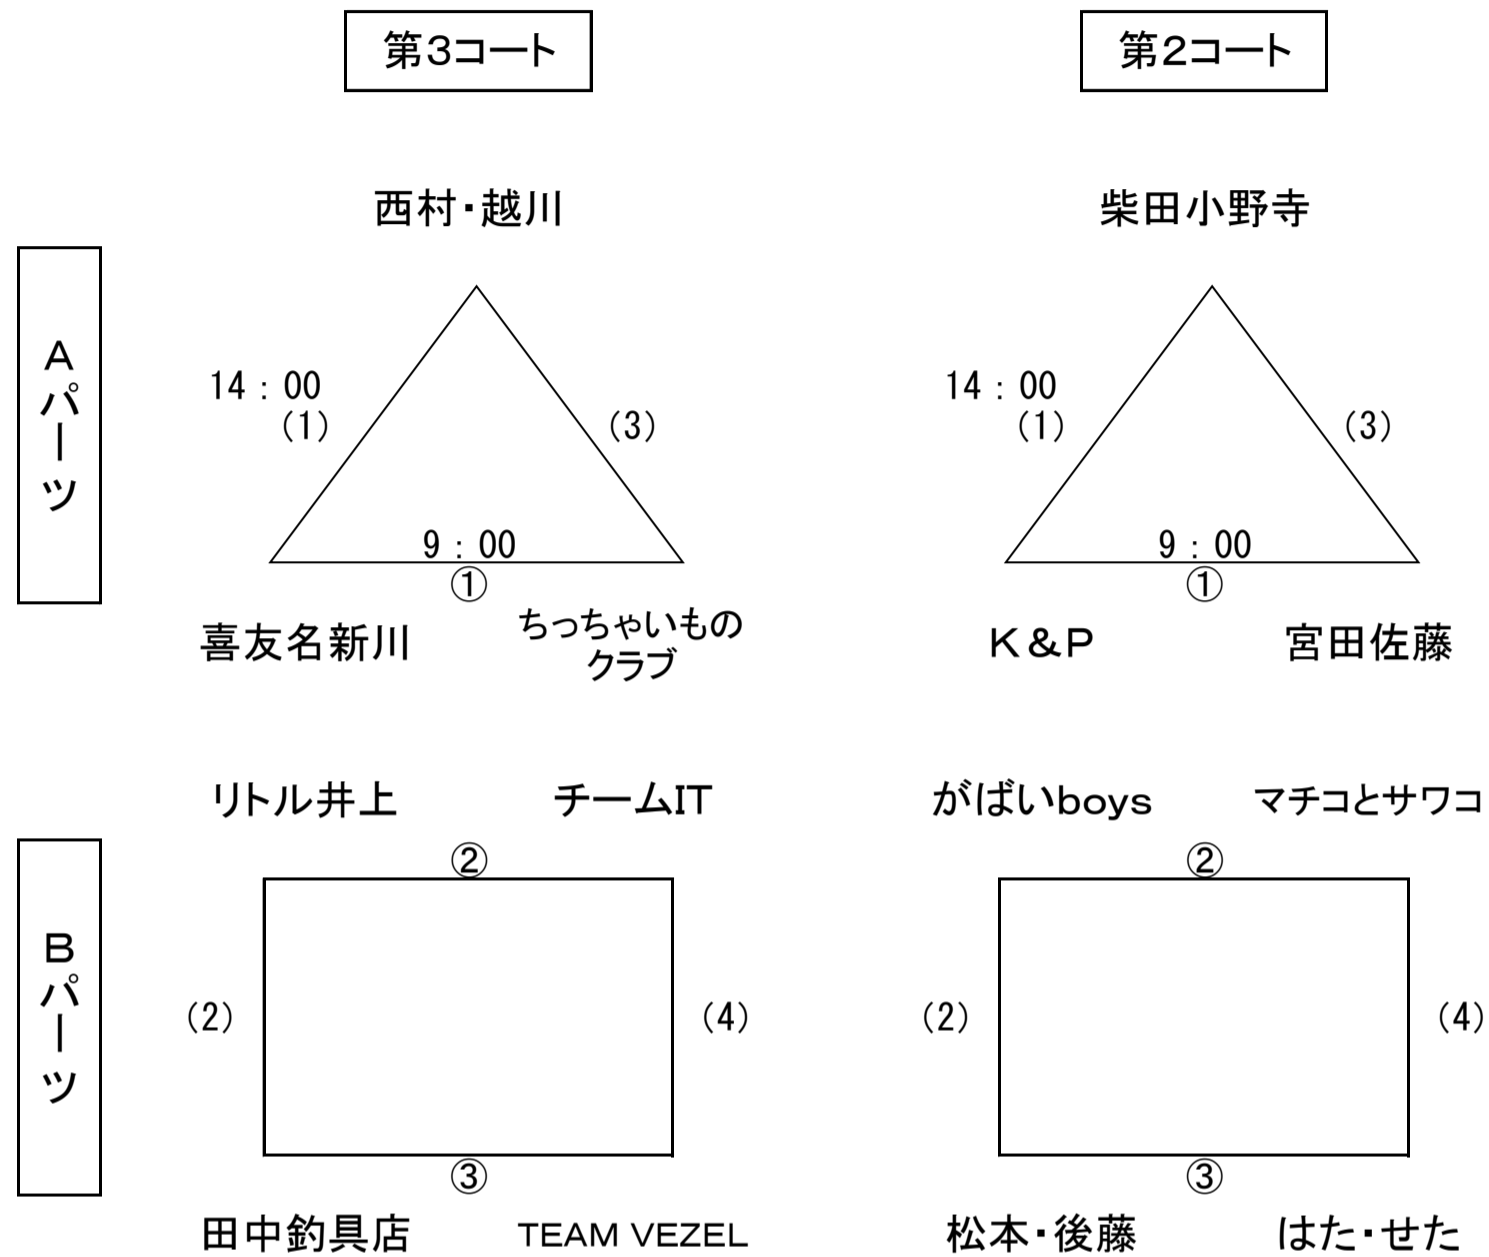 第3コート
第2コート
西村・越川
柴田小野寺
Aパーツ
14：00
(1)
(3)
14：00
(1)
(3)
9：00
①
9：00
①
喜友名新川
ちっちゃいもの
クラブ
K&P
宮田佐藤
リトル井上
チームIT
がばいboys
マチコとサワコ
Bパーツ
②
②
(2)
(4)
(2)
(4)
③
③
田中釣具店
TEAM VEZEL
松本・後藤
はた・せた